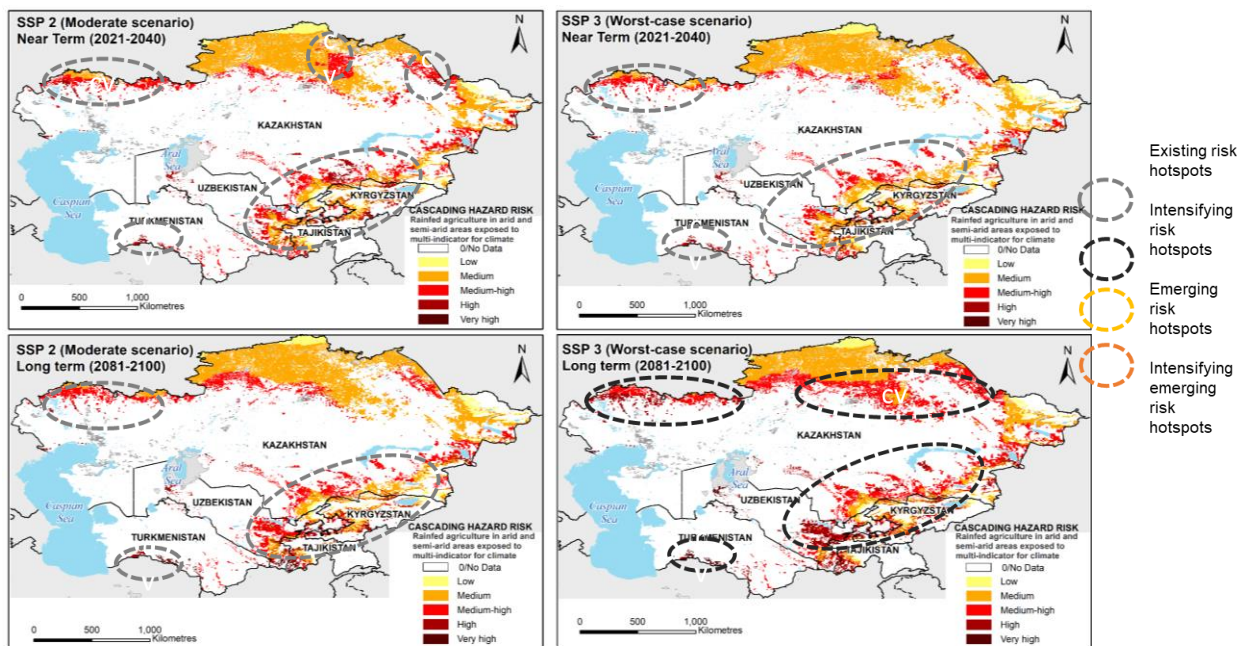 SSP 2 (Moderate scenario)
Near Term (2021-2040)
N
C
V
C
CV
KAZAKHSTAN
Aral
Sea
UZBEKISTAN
Caspian
Sea
TURKMENISTAN
KYRGYZSTAN
TAJIKISTAN
V
CASCADING HAZARD RISK
Rainfed agriculture in arid and
semi-arid areas exposed to
multi-indicator for climate
0/No Data
Low
Medium
Medium-high
High
Very high
0 500 1,000
Kilometres
SSP 3 (Worst-case scenario)
Near Term (2021-2040)
N
KAZAKHSTAN
Aral
Sea
UZBEKISTAN
Caspian
Sea
TURKMENISTAN
KYRGYZSTAN
TAJIKISTAN
V
CASCADING HAZARD RISK
Rainfed agriculture in arid and
semi-arid areas exposed to
multi-indicator for climate
0/No Data
Low
Medium
Medium-high
High
Very high
0 500 1,000
Kilometres
SSP 2 (Moderate scenario)
Long term (2081-2100)
N
KAZAKHSTAN
Aral
Sea
UZBEKISTAN
Caspian
Sea
TURKMENISTAN
KYRGYZSTAN
TAJIKISTAN
V
CASCADING HAZARD RISK
Rainfed agriculture in arid and
semi-arid areas exposed to
multi-indicator for climate
0/No Data
Low
Medium
Medium-high
High
Very high
0 500 1,000
Kilometres
SSP 3 (Worst-case scenario)
Long term (2081-2100)
N
CV
KAZAKHSTAN
Aral
Sea
UZBEKISTAN
Caspian
Sea
TURKMENISTAN
KYRGYZSTAN
TAJIKISTAN
V
CASCADING HAZARD RISK
Rainfed agriculture in arid and
semi-arid areas exposed to
multi-indicator for climate
0/No Data
Low
Medium
Medium-high
High
Very high
0 500 1,000
Kilometres
Existing risk
hotspots
Intensifying
risk
hotspots
Emerging
risk
hotspots
Intensifying
emerging
risk
hotspots